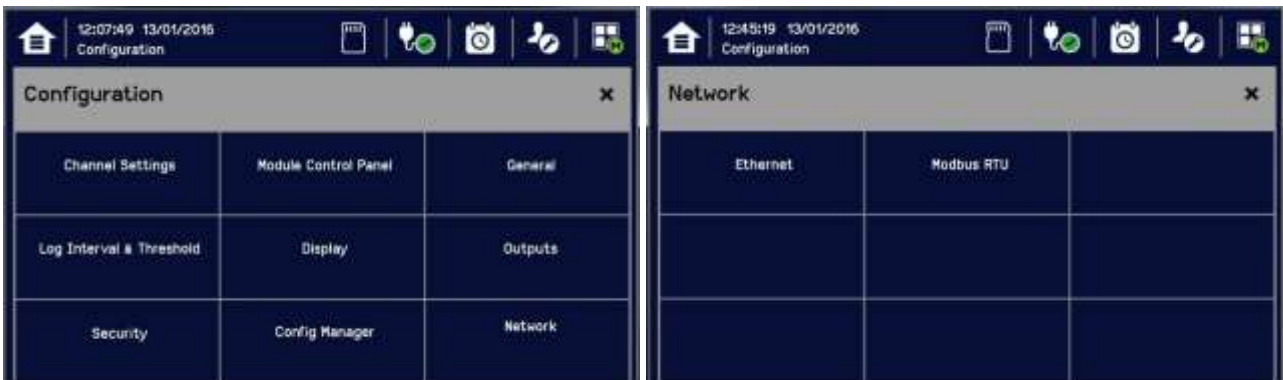 12:07:49 13/01/2016
Configuration
Configuration
×
Channel Settings
Module Control Panel
General
Log Interval & Threshold
Display
Outputs
Security
Config Manager
Network
12:45:19 13/01/2016
Configuration
Network
×
Ethernet
Modbus RTU